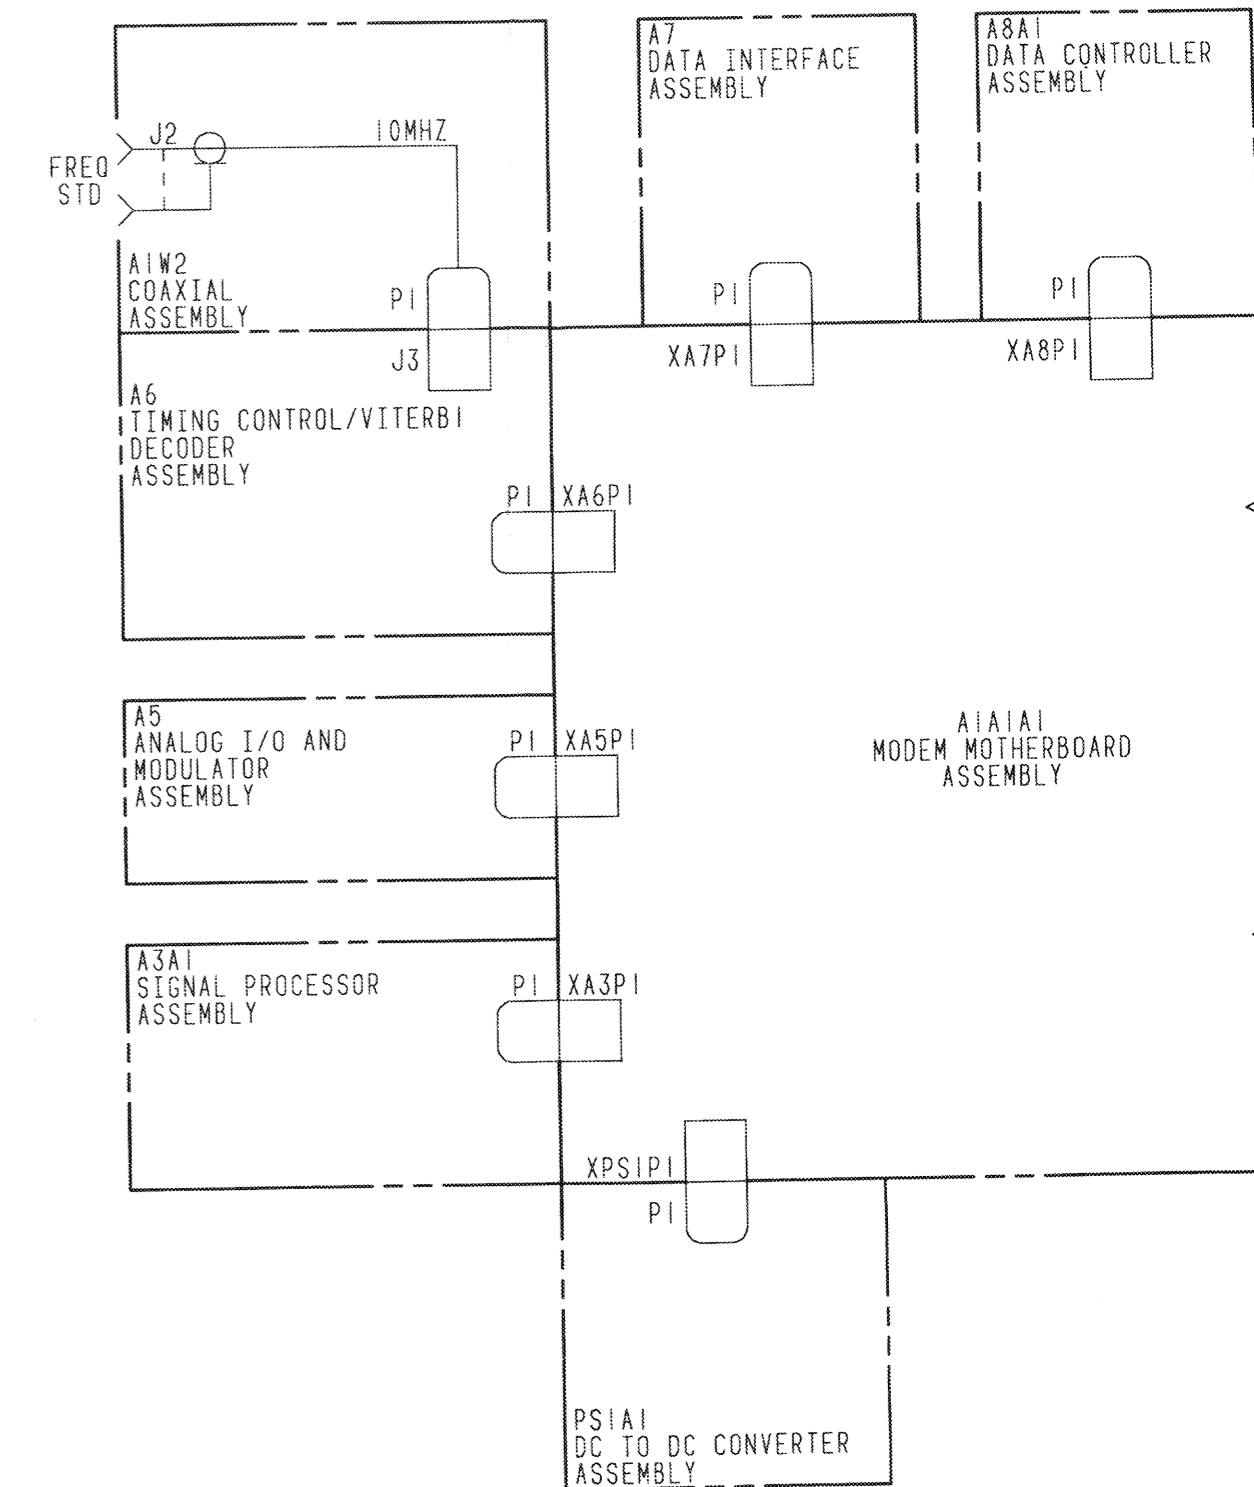 A7
DATA INTERFACE
ASSEMBLY
A8A1
DATA CONTROLLER
ASSEMBLY
J2
10MHZ
FREQ
STD
A1W2
COAXIAL
ASSEMBLY
P1
J3
P1
XA7P1
P1
XA8P1
A6
TIMING CONTROL/VITERBI
DECODER
ASSEMBLY
P1 XA6P1
A5
ANALOG I/O AND
MODULATOR
ASSEMBLY
P1 XA5P1
A1A1A1
MODEM MOTHERBOARD
ASSEMBLY
A3A1
SIGNAL PROCESSOR
ASSEMBLY
P1 XA3P1
XPS1P1
P1
PS1A1
DC TO DC CONVERTER
ASSEMBLY